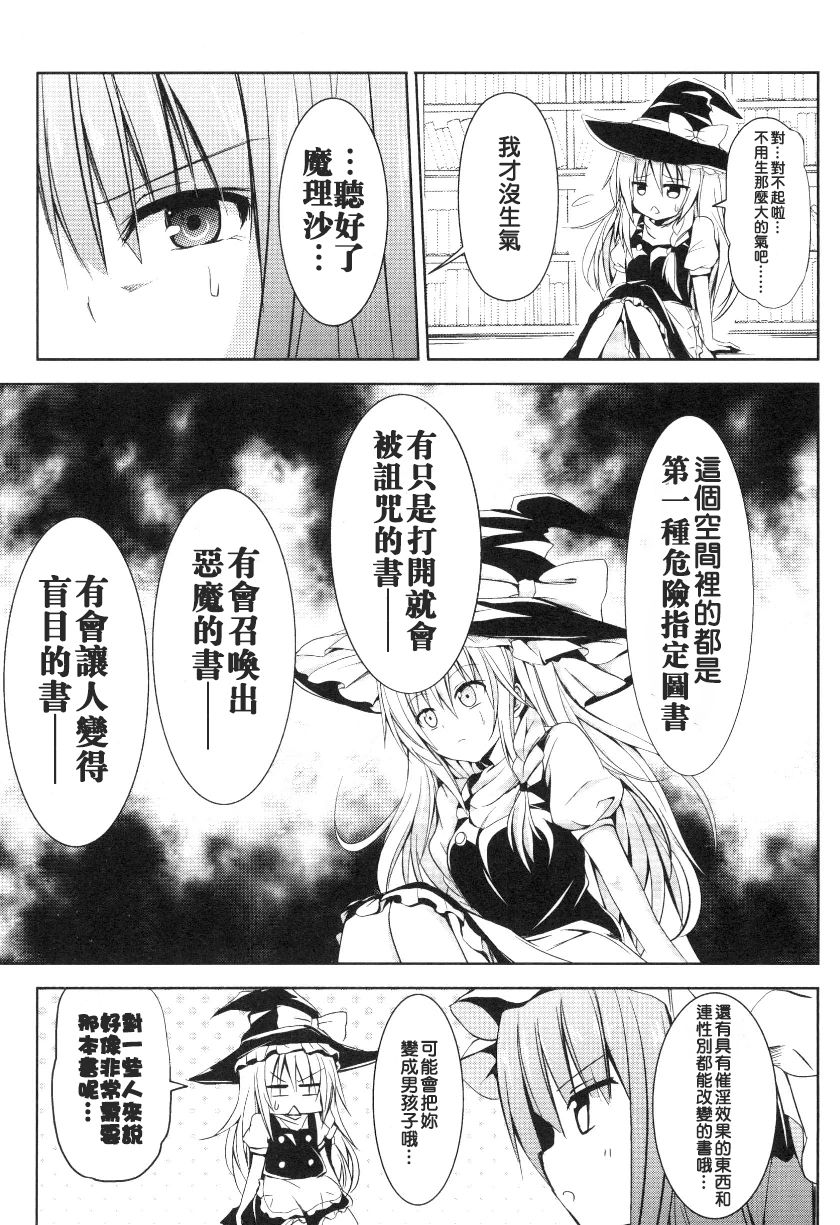 對…對不起啦…
不用生那麼大的氣吧……
我才沒生氣
…聽好了
魔理沙…
這個空間裡的都是
第一種危險指定圖書
有只是打開就會
被詛咒的書——
有會召喚出
惡魔的書——
有會讓人變得
盲目的書——
還有具有催淫效果的東西和
連性別都能改變的書哦…
可能會把妳
變成男孩子哦…
對一些人來說
好像非常需要
那本書呢…